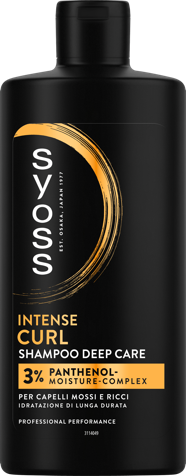 syoss
EST. OSAKA, JAPAN 1977
INTENSE
CURL
SHAMPOO DEEP CARE
3% PANTHENOL-
MOISTURE-COMPLEX
PER CAPELLI MOSSI E RICCI
IDRATAZIONE DI LUNGA DURATA
PROFESSIONAL PERFORMANCE
3114049